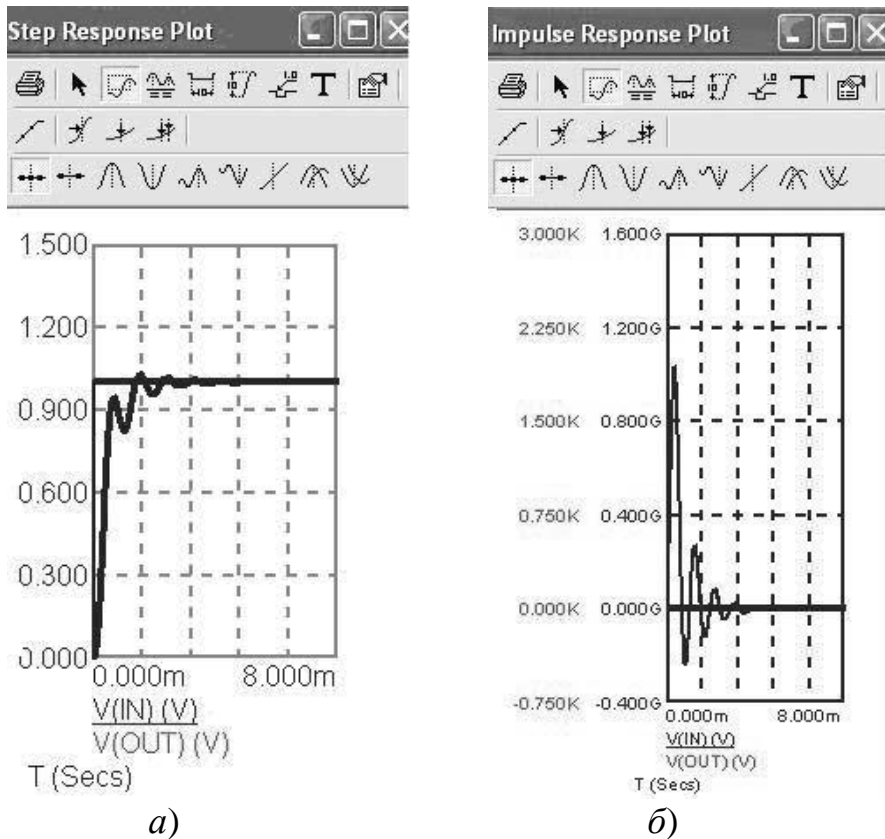 Step Response Plot
T
1.500
1.200
0.900
0.600
0.300
0.000
0.000m 8.000m
V(IN) (V)
V(OUT) (V)
T (Secs)
а)
Impulse Response Plot
T
3.000K 1.600G
2.250K 1.200G
1.500K 0.800G
0.750K 0.400G
0.000K 0.000G
-0.750K -0.400G
0.000m 8.000m
V(IN) (V)
V(OUT) (V)
T (Secs)
б)